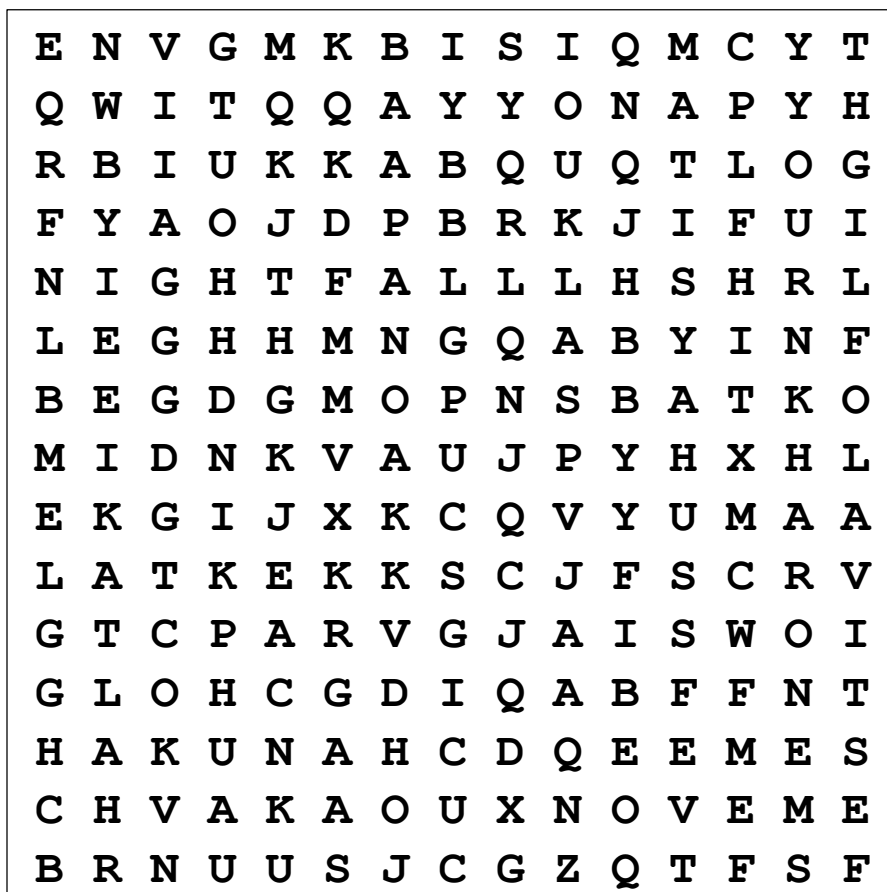 E N V G M K B I S I Q M C Y T
Q W I T Q Q A Y Y O N A P Y H
R B I U K K A B Q U Q T L O G
F Y A O J D P B R K J I F U I
N I G H T F A L L L H S H R L
L E G H H M N G Q A B Y I N F
B E G D G M O P N S B A T K O
M I D N K V A U J P Y H X H L
E K G I J X K C Q V Y U M A A
L A T K E K K S C J F S C R V
G T C P A R V G J A I S W O I
G L O H C G D I Q A B F F N T
H A K U N A H C D Q E E M E S
C H V A K A O U X N O V E M E
B R N U U S J C G Z Q T F S F